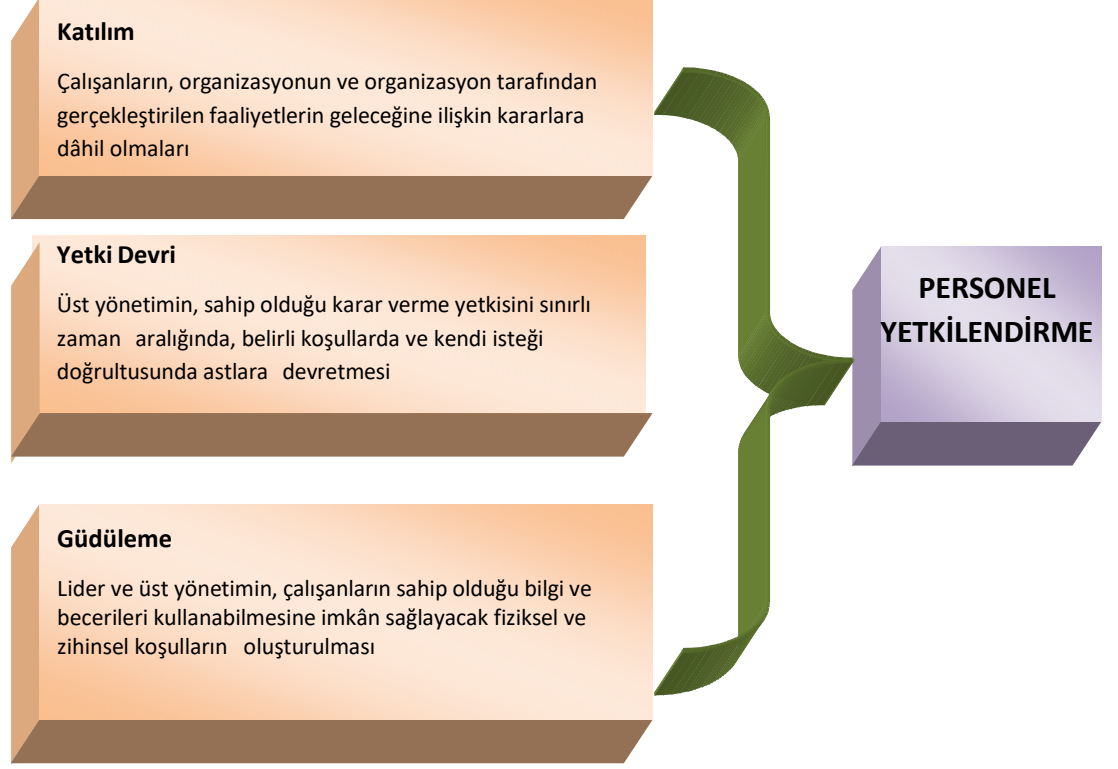 Katılım
Çalışanların, organizasyonun ve organizasyon tarafından
gerçekleştirilen faaliyetlerin geleceğine ilişkin kararlara
dâhil olmaları
Yetki Devri
Üst yönetimin, sahip olduğu karar verme yetkisini sınırlı
zaman aralığında, belirli koşullarda ve kendi isteği
doğrultusunda astlara devretmesi
Güdüleme
Lider ve üst yönetimin, çalışanların sahip olduğu bilgi ve
becerileri kullanabilmesine imkân sağlayacak fiziksel ve
zihinsel koşulların oluşturulması
PERSONEL
YETKİLENDİRME